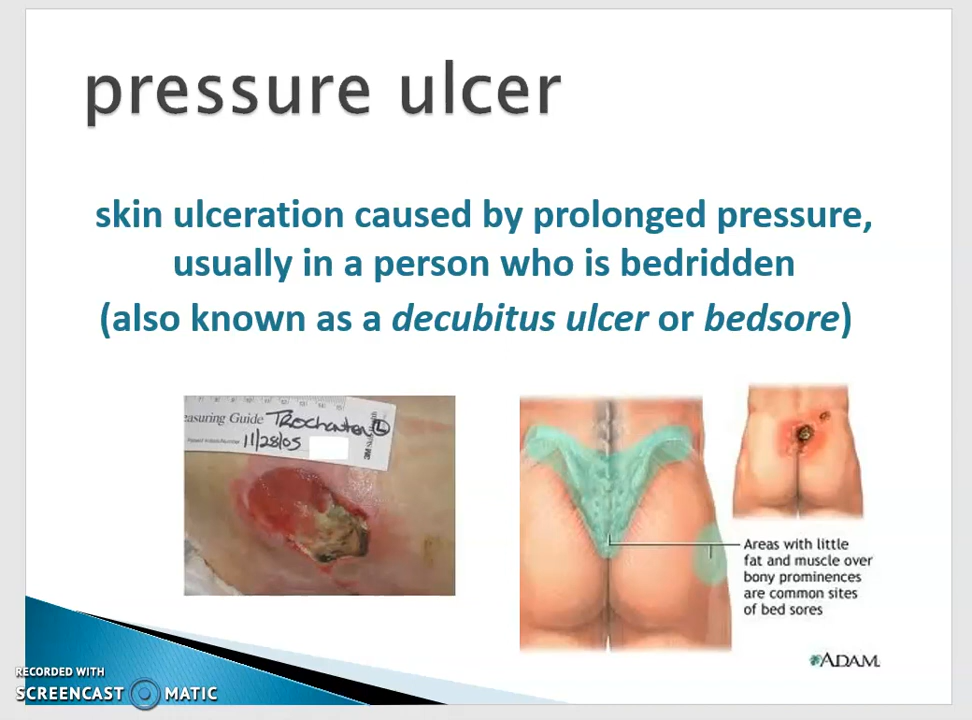 pressure ulcer
skin ulceration caused by prolonged pressure,
usually in a person who is bedridden
(also known as a decubitus ulcer or bedsore)
easuring Guide Trochanter L
11/28/05
Areas with little
fat and muscle over
bony prominences
are common sites
of bed sores
ADAM.
RECORDED WITH
SCREENCAST MATIC